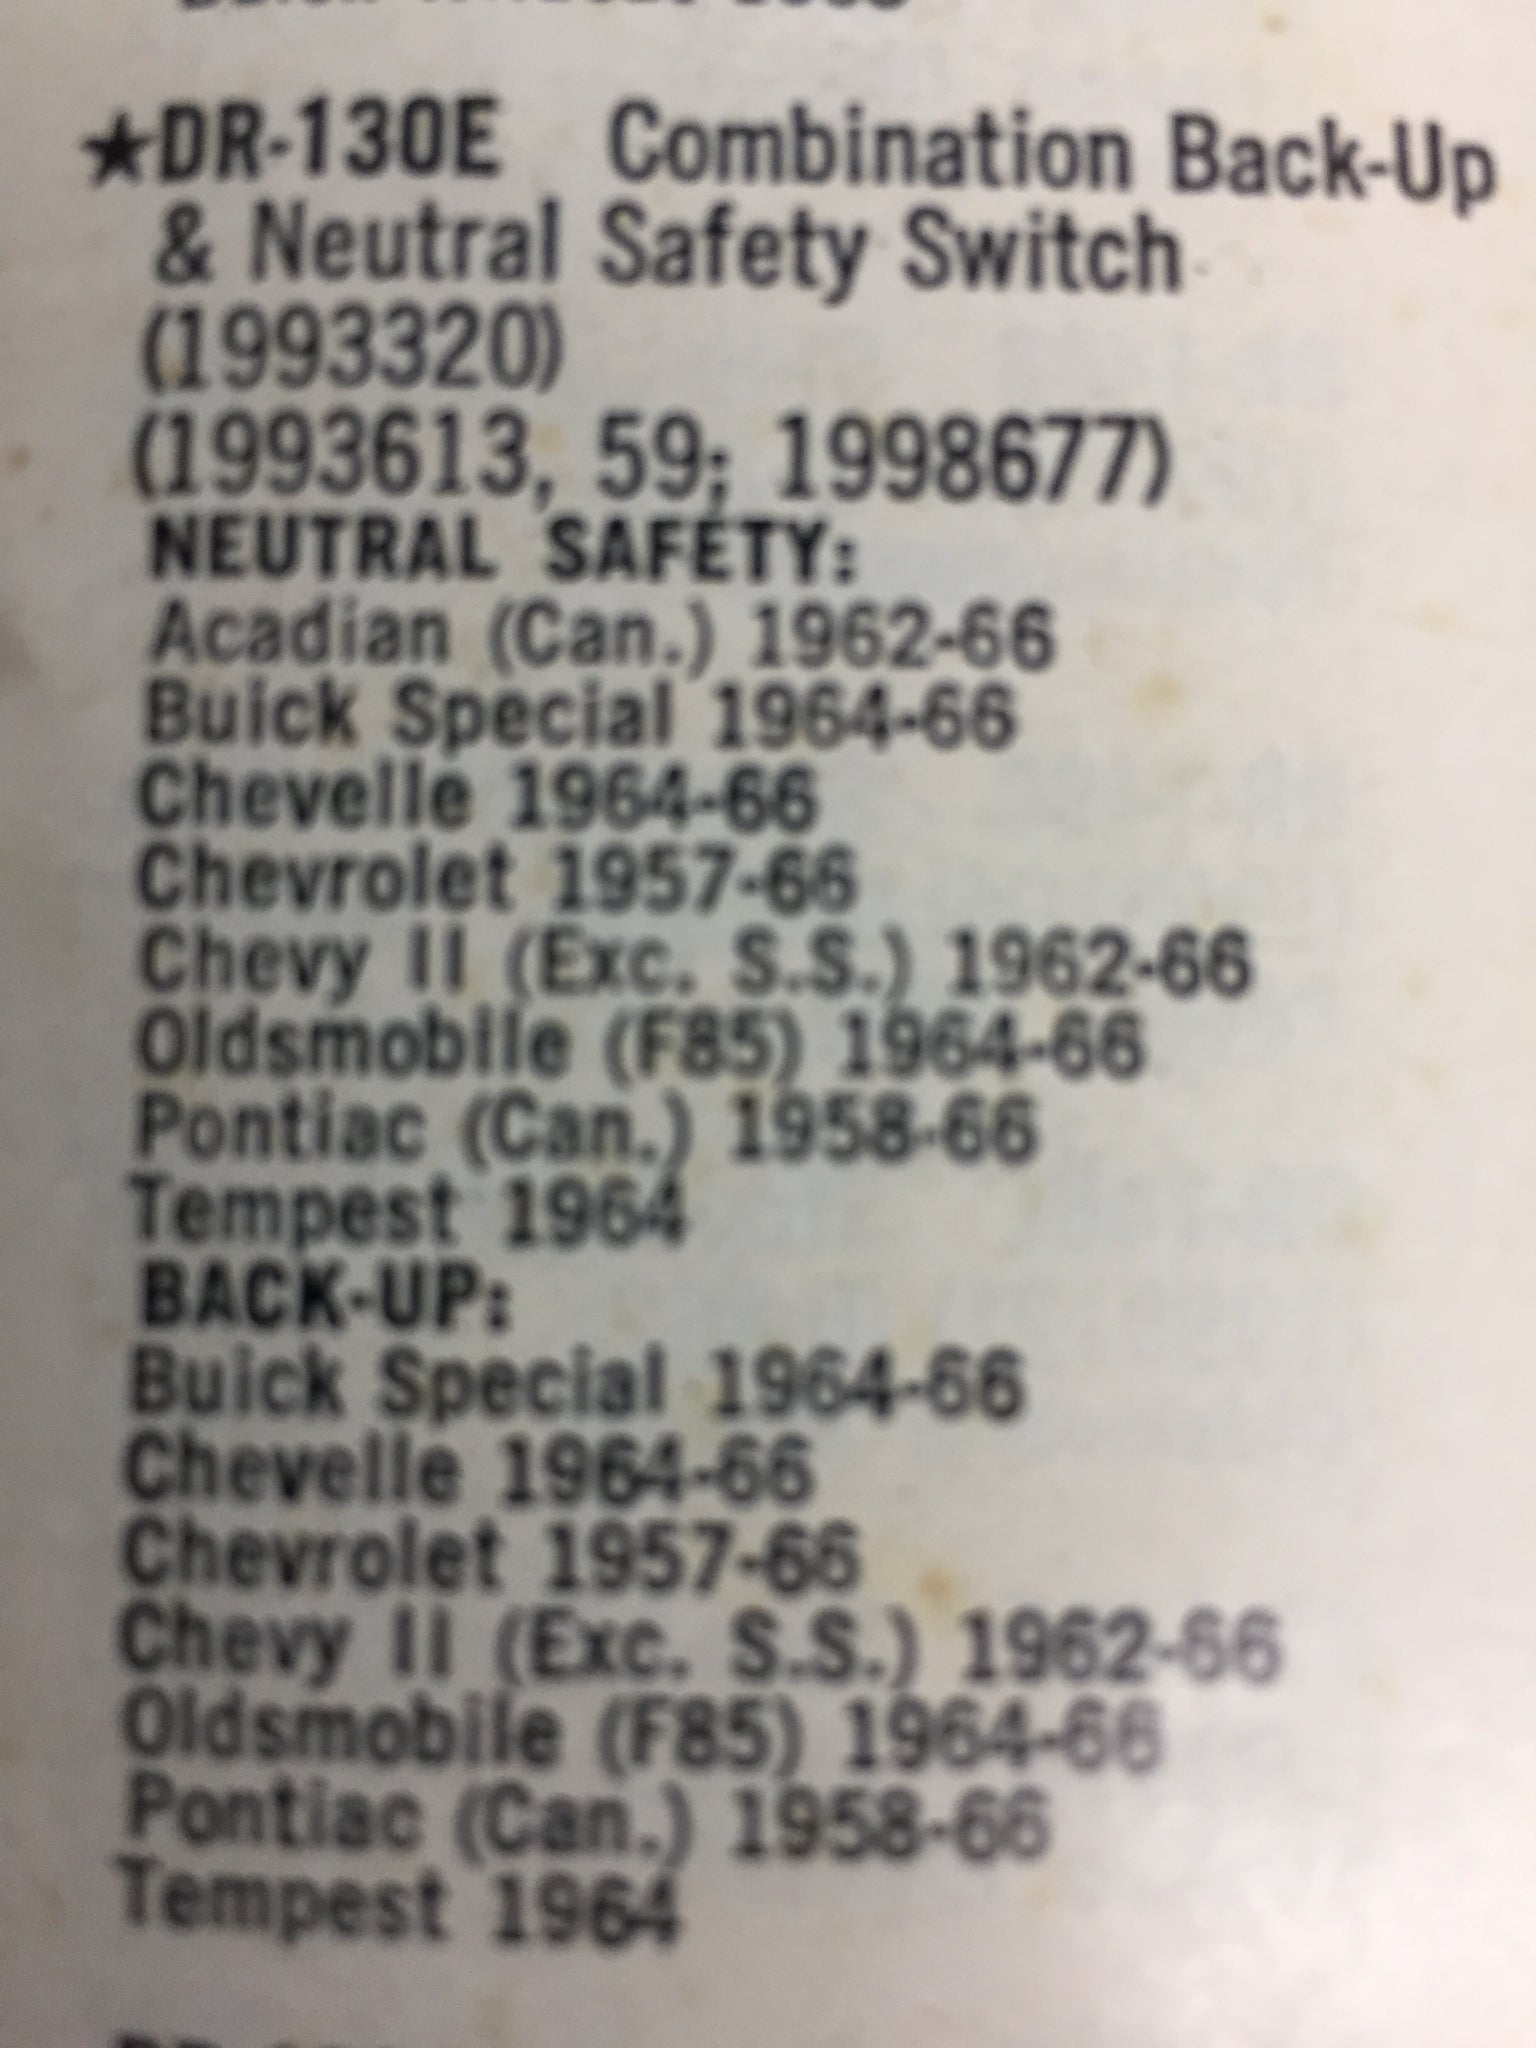 ★DR-130E Combination Back-Up
& Neutral Safety Switch
(1993320)
(1993613, 59; 1998677)
NEUTRAL SAFETY:
Acadian (Can.) 1962-66
Buick Special 1964-66
Chevelle 1964-66
Chevrolet 1957-66
Chevy II (Exc. S.S.) 1962-66
Oldsmobile (F85) 1964-66
Pontiac (Can.) 1958-66
Tempest 1964
BACK-UP:
Buick Special 1964-66
Chevelle 1964-66
Chevrolet 1957-66
Chevy II (Exc. S.S.) 1962-66
Oldsmobile (F85) 1964-66
Pontiac (Can.) 1958-66
Tempest 1964